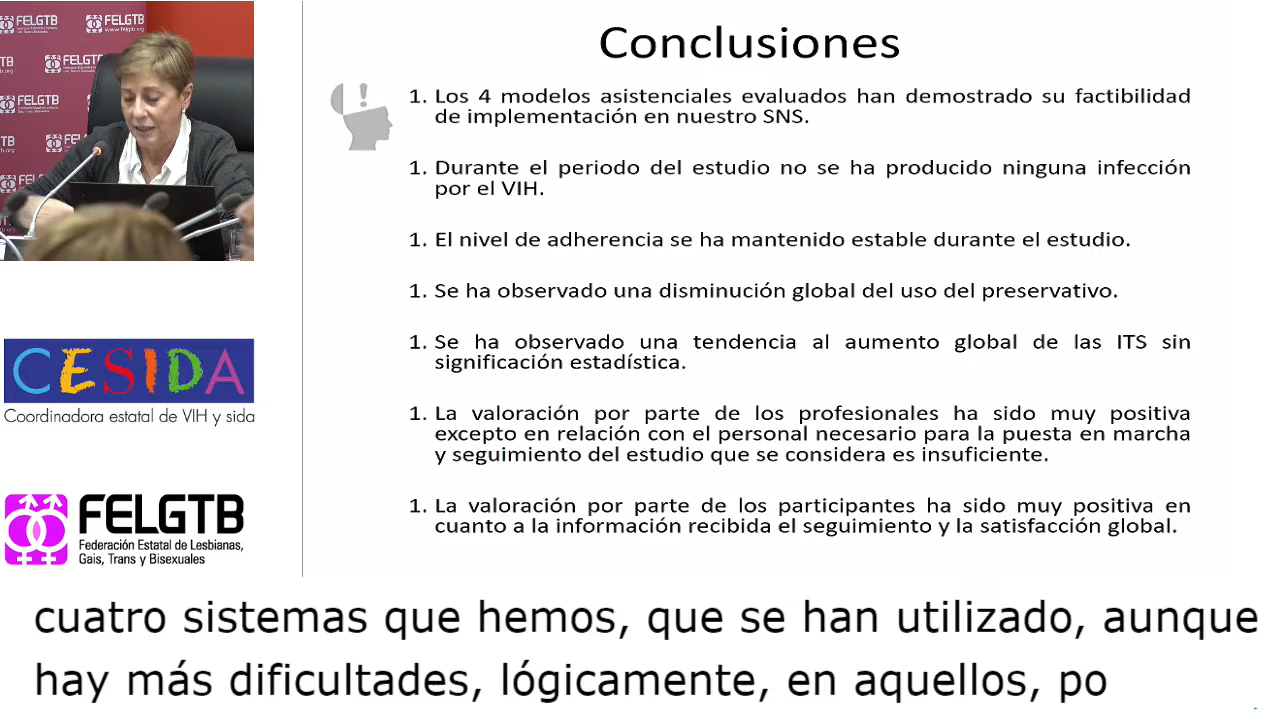 FELGTB
FELGTB
www.felgtb.org
FELGTB
Conclusiones
1. Los 4 modelos asistenciales evaluados han demostrado su factibilidad
de implementación en nuestro SNS.
1. Durante el periodo del estudio no se ha producido ninguna infección
por el VIH.
1. El nivel de adherencia se ha mantenido estable durante el estudio.
1. Se ha observado una disminución global del uso del preservativo.
1. Se ha observado una tendencia al aumento global de las ITS sin
significación estadística.
1. La valoración por parte de los profesionales ha sido muy positiva
excepto en relación con el personal necesario para la puesta en marcha
y seguimiento del estudio que se considera es insuficiente.
1. La valoración por parte de los participantes ha sido muy positiva en
cuanto a la información recibida el seguimiento y la satisfacción global.
CESIDA
Coordinadora estatal de VIH y sida
FELGTB
Federación Estatal de Lesbianas,
Gais, Trans y Bisexuales
cuatro sistemas que hemos, que se han utilizado, aunque
hay más dificultades, lógicamente, en aquellos, po